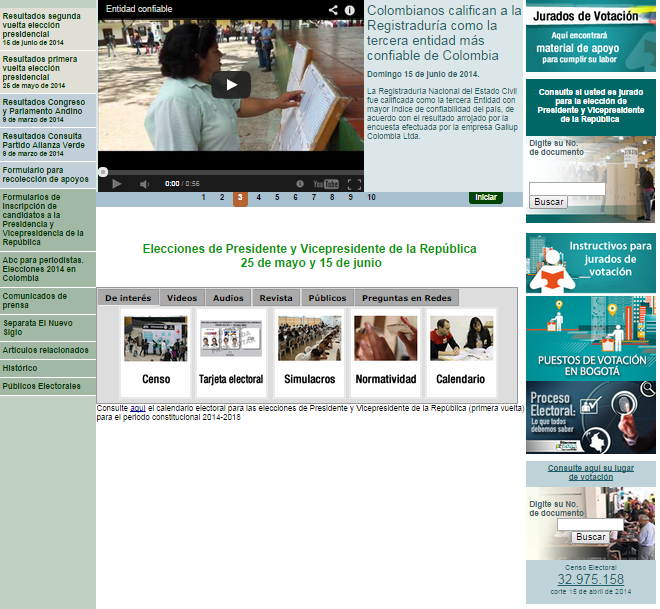 Resultados segunda
vuelta elección
presidencial
15 de junio de 2014
Resultados primera
vuelta elección
presidencial
25 de mayo de 2014
Resultados Congreso
y Parlamento Andino
9 de marzo de 2014
Resultados Consulta
Partido Alianza Verde
9 de marzo de 2014
Formulario para
recolección de apoyos
Formularios de
inscripción de
candidatos a la
Presidencia y
Vicepresidencia de la
República
Abc para periodistas.
Elecciones 2014 en
Colombia
Comunicados de
prensa
Separata El Nuevo
Siglo
Artículos relacionados
Histórico
Públicos Electorales
Entidad confiable
0:00 / 0:56
YouTube
Colombianos califican a la
Registraduría como la
tercera entidad más
confiable de Colombia
Domingo 15 de junio de 2014.
La Registraduría Nacional del Estado Civil
fue calificada como la tercera Entidad con
mayor índice de confiabilidad del país, de
acuerdo con el resultado arrojado por la
encuesta efectuada por la empresa Gallup
Colombia Ltda.
1 2 3 4 5 6 7 8 9 10
Iniciar
Elecciones de Presidente y Vicepresidente de la República
25 de mayo y 15 de junio
De interés Videos Audios Revista Públicos Preguntas en Redes
Censo Tarjeta electoral Simulacros Normatividad Calendario
Consulte aquí el calendario electoral para las elecciones de Presidente y Vicepresidente de la República (primera vuelta)
para el periodo constitucional 2014-2018
Jurados de Votación
Aquí encontrará
material de apoyo
para cumplir su labor
Consulte si usted es jurado
para la elección de
Presidente y Vicepresidente
de la República
Digite su No.
de documento
Buscar
Instructivos para
jurados de
votación
PUESTOS DE VOTACIÓN
EN BOGOTÁ
Proceso
Electoral:
Lo que todos
debemos saber
Consulte aquí su lugar
de votación
Digite su No.
de documento
Buscar
Censo Electoral
32.975.158
corte 15 de abril de 2014